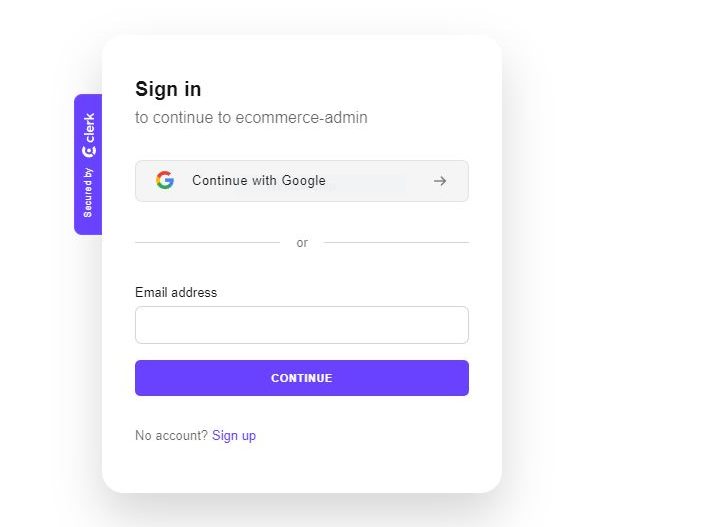 Sign in
to continue to ecommerce-admin
Secured by clerk
Continue with Google
or
Email address
CONTINUE
No account? Sign up